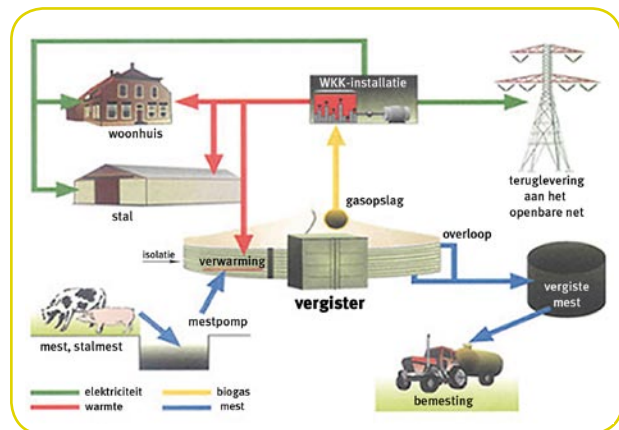 WKK-installatie
woonhuis
stal
gasopslag
teruglevering
aan het
openbare net
isolatie
verwarming
overloop
vergister
vergiste
mest
mestpomp
mest, stalmest
bemesting
elektriciteit
biogas
warmte
mest